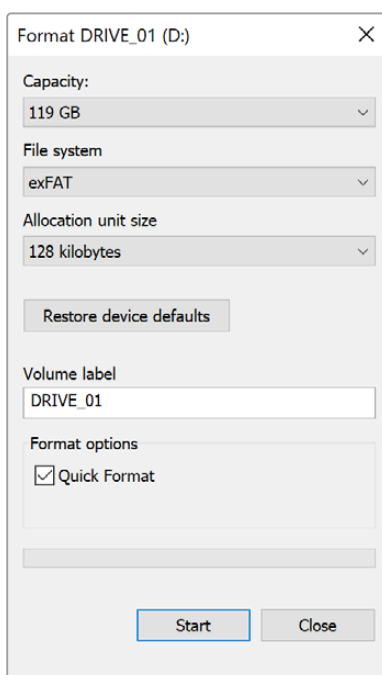 Format DRIVE_01 (D:)
Capacity:
119 GB
File system
exFAT
Allocation unit size
128 kilobytes
Restore device defaults
Volume label
DRIVE_01
Format options
Quick Format
Start Close